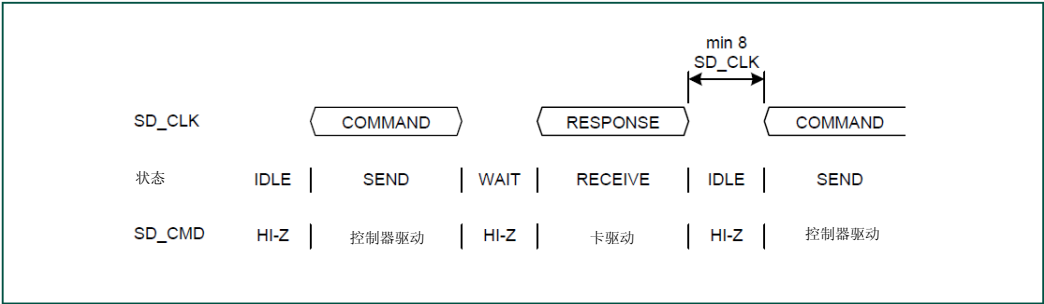 min 8
SD_CLK
SD_CLK COMMAND RESPONSE COMMAND
状态 IDLE SEND WAIT RECEIVE IDLE SEND
SD_CMD HI-Z 控制器驱动 HI-Z 卡驱动 HI-Z 控制器驱动